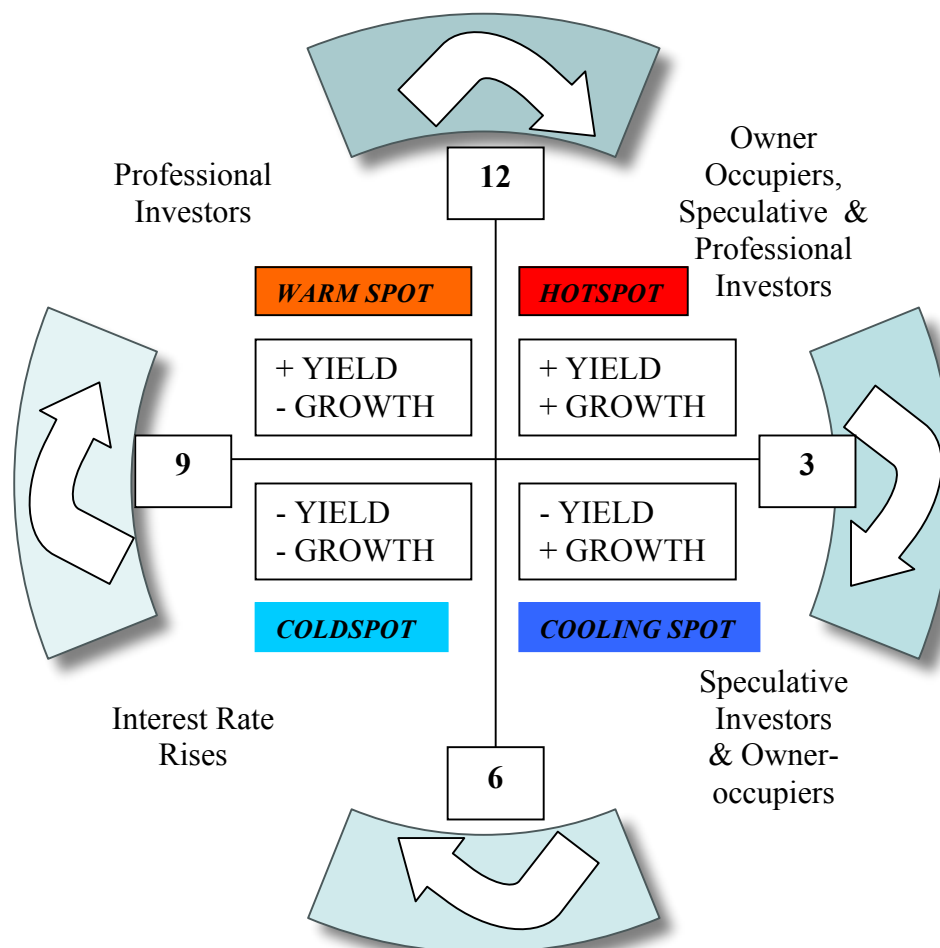 12
Professional
Investors
Owner
Occupiers,
Speculative &
Professional
Investors
WARM SPOT
HOTSPOT
+ YIELD
- GROWTH
+ YIELD
+ GROWTH
9
3
- YIELD
- GROWTH
- YIELD
+ GROWTH
COLDSPOT
COOLING SPOT
Interest Rate
Rises
Speculative
Investors
& Owner-
occupiers
6